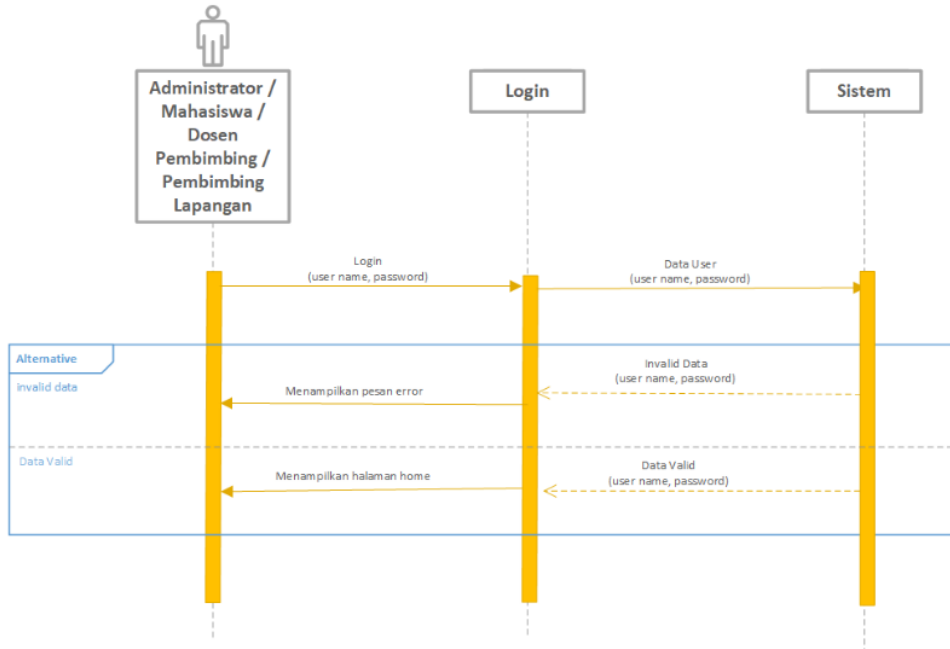 Administrator /
Mahasiswa /
Dosen
Pembimbing /
Pembimbing
Lapangan
Login
Sistem
Login
(user name, password)
Data User
(user name, password)
Alternative
invalid data
Invalid Data
(user name, password)
Menampilkan pesan error
Data Valid
Data Valid
(user name, password)
Menampilkan halaman home